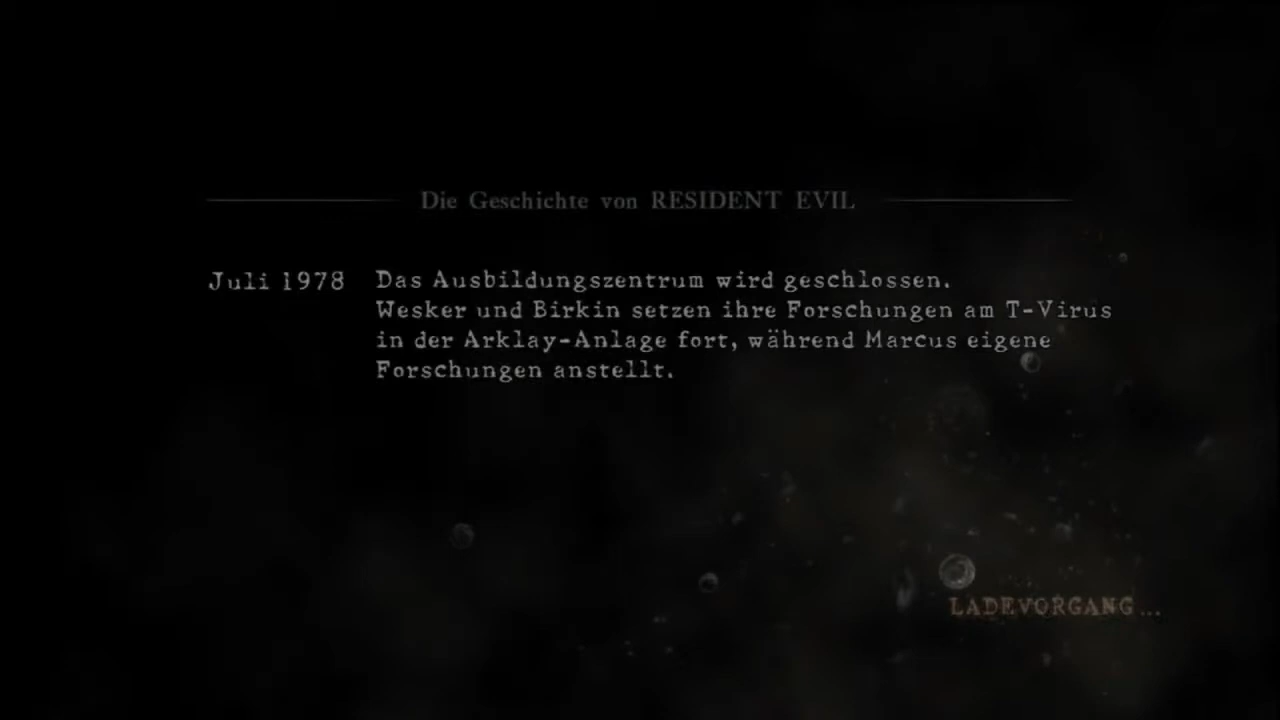 Die Geschichte von RESIDENT EVIL
Juli 1978 Das Ausbildungszentrum wird geschlossen.
Wesker und Birkin setzen ihre Forschungen am T-Virus
in der Arklay-Anlage fort, während Marcus eigene
Forschungen anstellt.
LADEVORGANG...